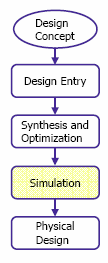 Design
Concept
Design Entry
Synthesis and
Optimization
Simulation
Physical
Design